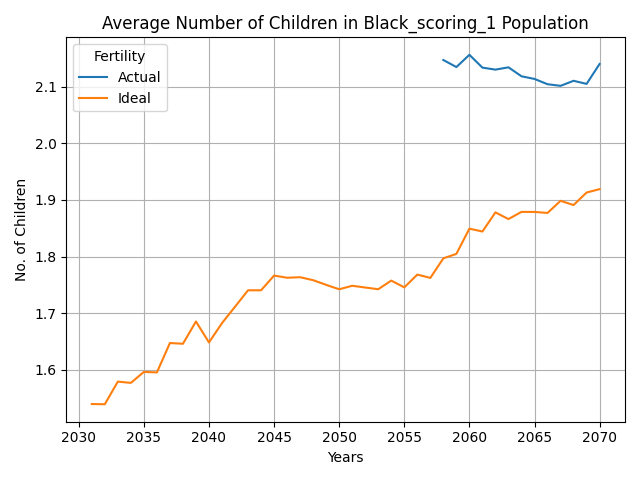 Average Number of Children in Black_scoring_1 Population
Fertility
Actual
Ideal
No. of Children
2.1
2.0
1.9
1.8
1.7
1.6
2030 2035 2040 2045 2050 2055 2060 2065 2070
Years